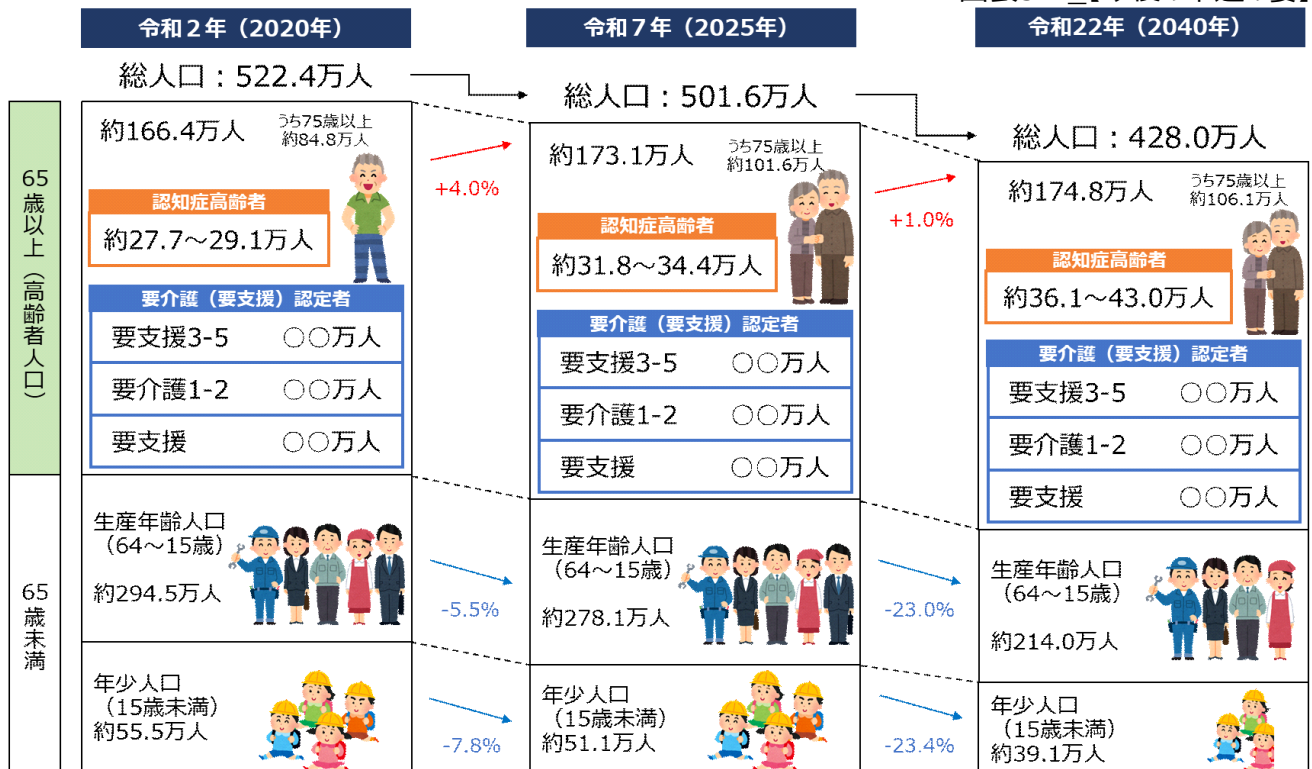 令和２年（2020年）
令和７年（2025年）
令和22年（2040年）
総人口：522.4万人
総人口：501.6万人
総人口：428.0万人
65歳以上（高齢者人口）
約166.4万人
うち75歳以上
約84.8万人
認知症高齢者
約27.7～29.1万人
要介護（要支援）認定者
要支援3-5 ○○万人
要介護1-2 ○○万人
要支援 ○○万人
+4.0%
約173.1万人
うち75歳以上
約101.6万人
認知症高齢者
約31.8～34.4万人
要介護（要支援）認定者
要支援3-5 ○○万人
要介護1-2 ○○万人
要支援 ○○万人
+1.0%
約174.8万人
うち75歳以上
約106.1万人
認知症高齢者
約36.1～43.0万人
要介護（要支援）認定者
要支援3-5 ○○万人
要介護1-2 ○○万人
要支援 ○○万人
65歳未満
生産年齢人口
（64～15歳）
約294.5万人
-5.5%
生産年齢人口
（64～15歳）
約278.1万人
-23.0%
生産年齢人口
（64～15歳）
約214.0万人
年少人口
（15歳未満）
約55.5万人
-7.8%
年少人口
（15歳未満）
約51.1万人
-23.4%
年少人口
（15歳未満）
約39.1万人